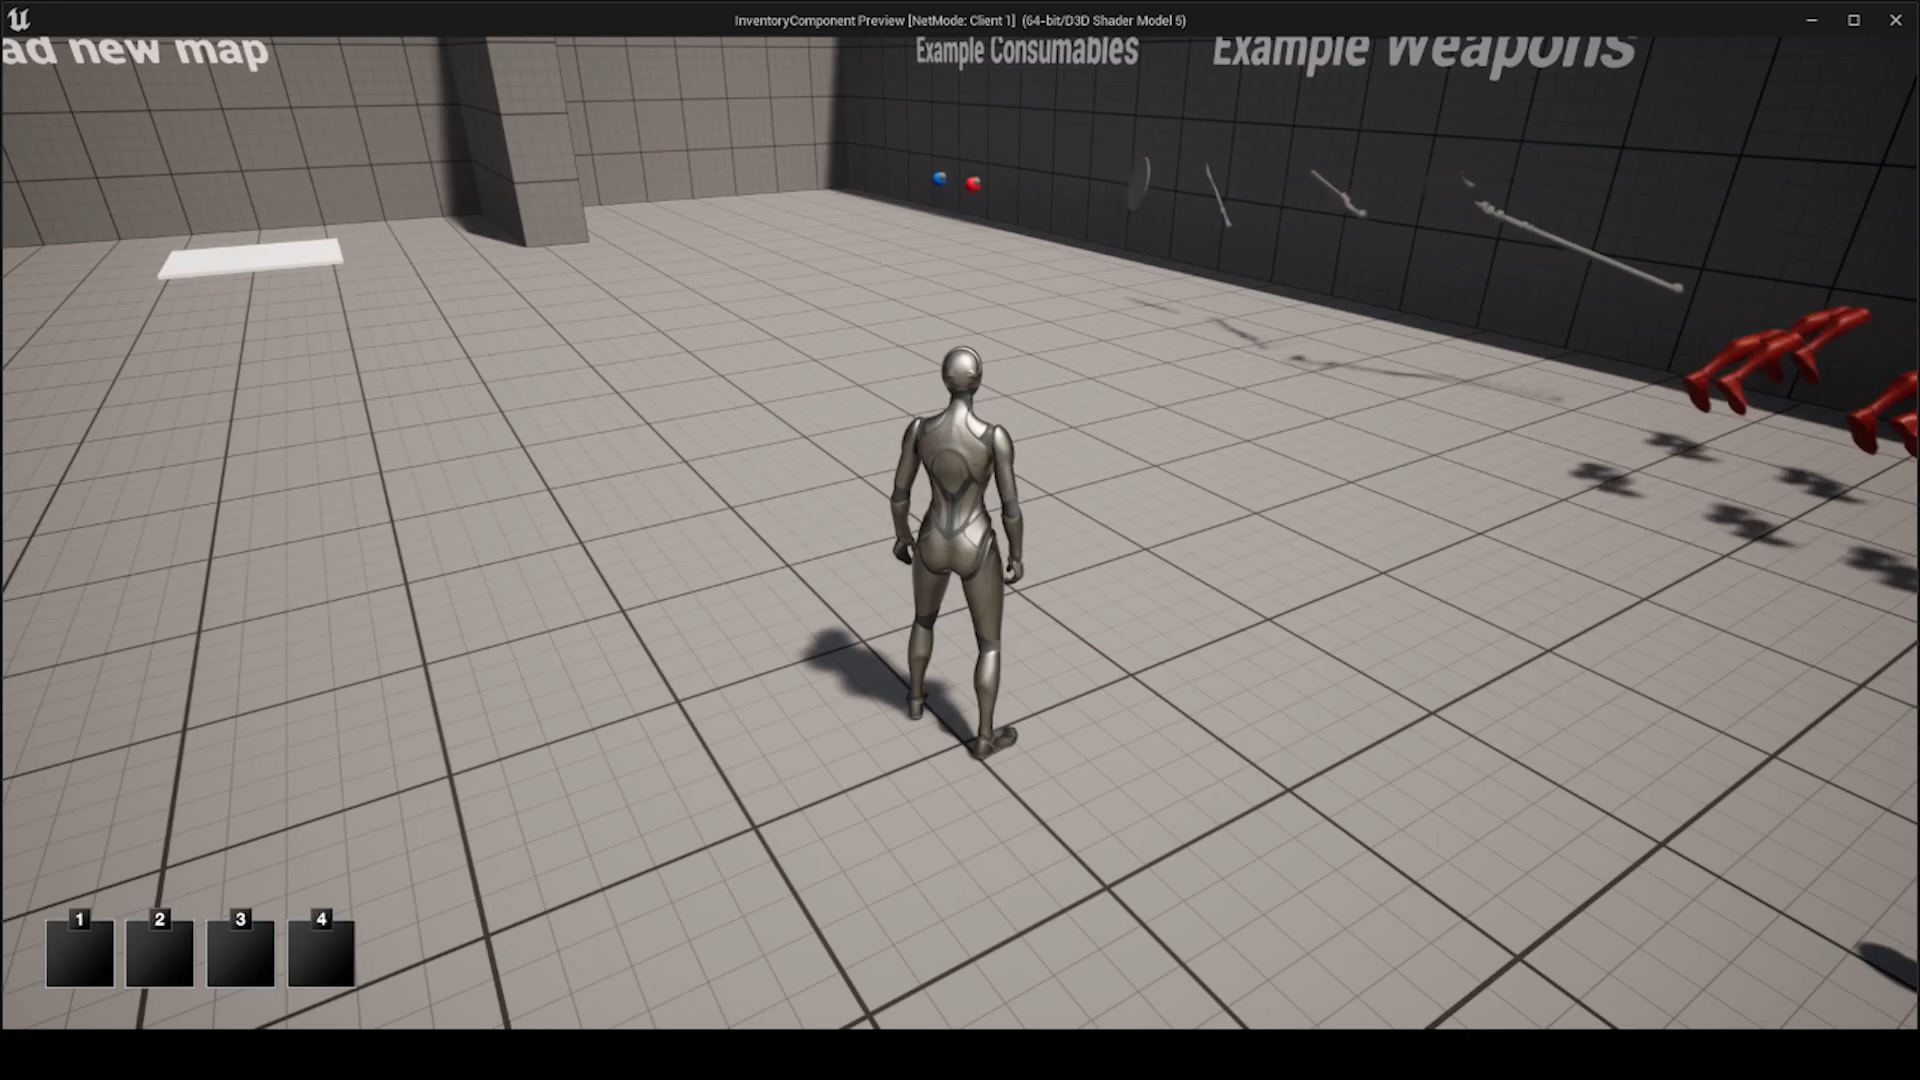 InventoryComponent Preview [NetMode: Client 1] (64-bit/D3D Shader Model 5)
ad new map
Example Consumables
Example Weapons
1
2
3
4